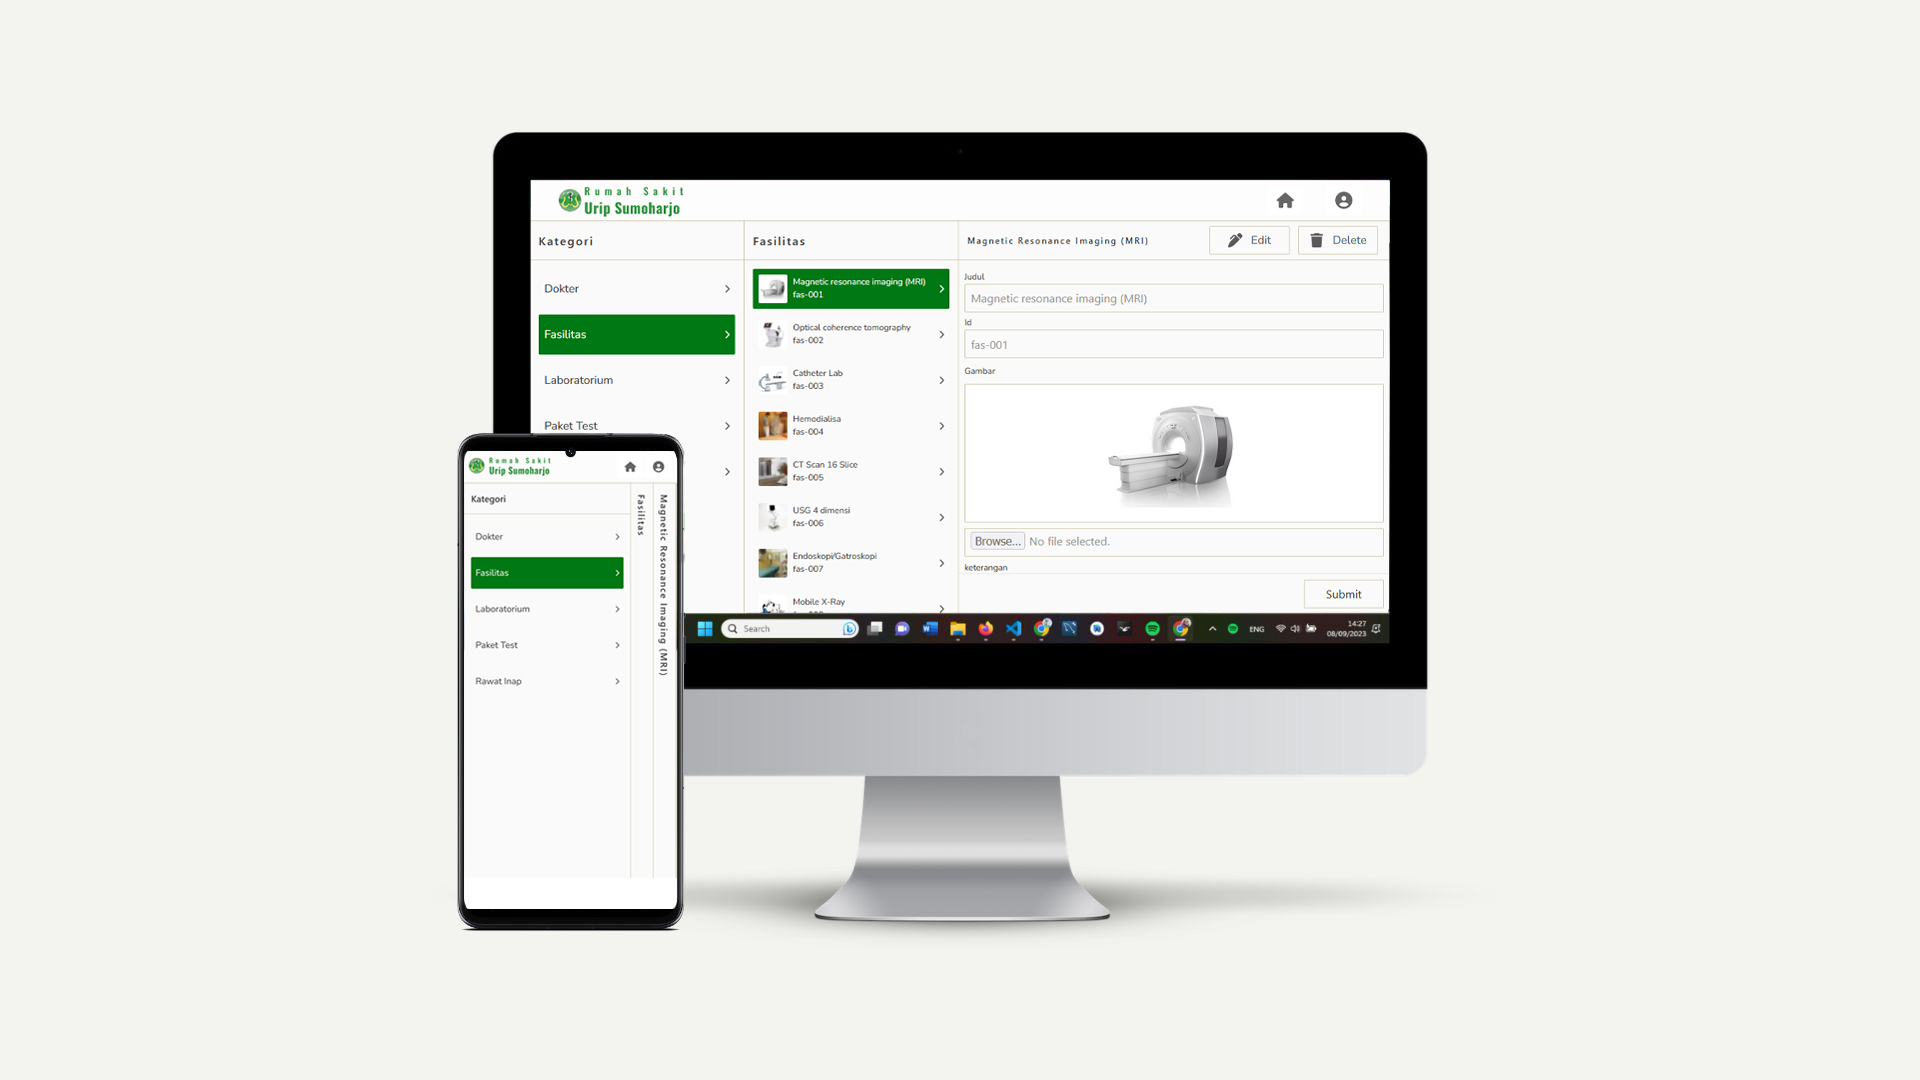 Rumah Sakit
Urip Sumoharjo
Kategori
Dokter
Fasilitas
Laboratorium
Paket Test
Fasilitas
Magnetic resonance imaging (MRI)
fas-001
Optical coherence tomography
fas-002
Catheter Lab
fas-003
Hemodialisa
fas-004
CT Scan 16 Slice
fas-005
USG 4 dimensi
fas-006
Endoskopi/Gatroskopi
fas-007
Mobile X-Ray
Magnetic Resonance Imaging (MRI)
Edit
Delete
Judul
Magnetic resonance imaging (MRI)
Id
fas-001
Gambar
Browse... No file selected.
keterangan
Submit
Search
ENG
14:27
08/09/2023
Rumah Sakit
Urip Sumoharjo
Kategori
Dokter
Fasilitas
Laboratorium
Paket Test
Rawat Inap
Fasilitas
Magnetic Resonance Imaging (MRI)